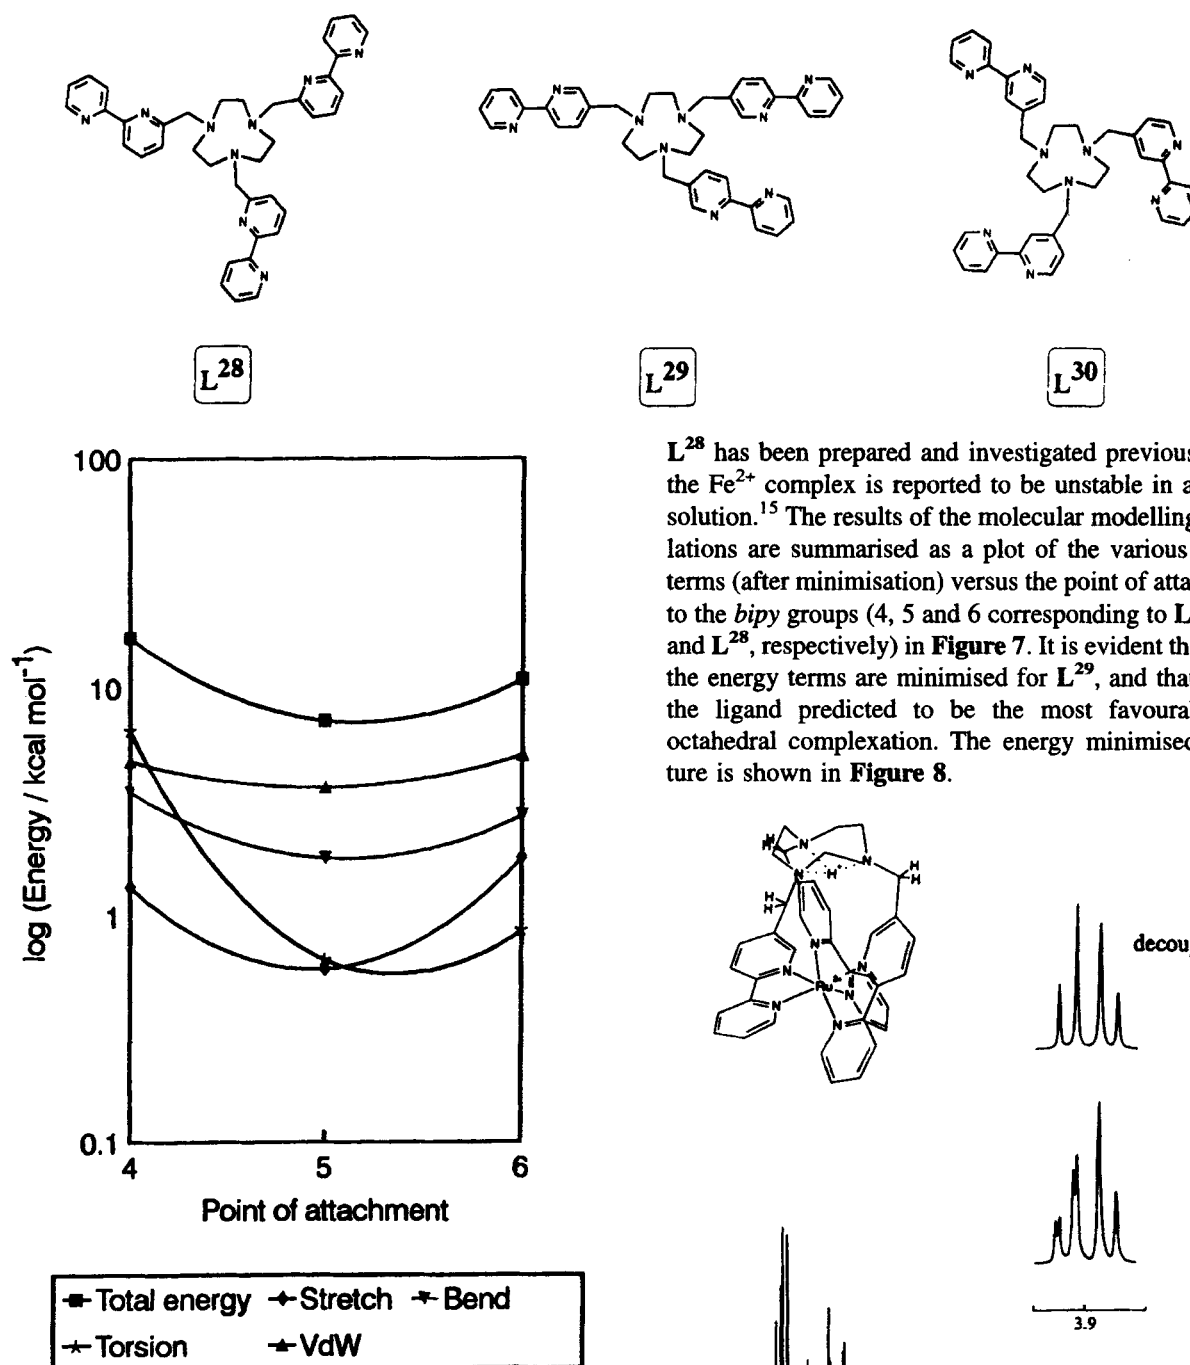 L28
L29
L30
L28 has been prepared and investigated previous
the Fe2+ complex is reported to be unstable in a
solution.15 The results of the molecular modelling
lations are summarised as a plot of the various
terms (after minimisation) versus the point of atta
to the bipy groups (4, 5 and 6 corresponding to L
and L28, respectively) in Figure 7. It is evident th
the energy terms are minimised for L29, and tha
the ligand predicted to be the most favoura
octahedral complexation. The energy minimised
ture is shown in Figure 8.
100
10
1
0.1
log (Energy / kcal mol-1)
4
5
6
Point of attachment
Total energy Stretch Bend
Torsion VdW
decoup
3.9